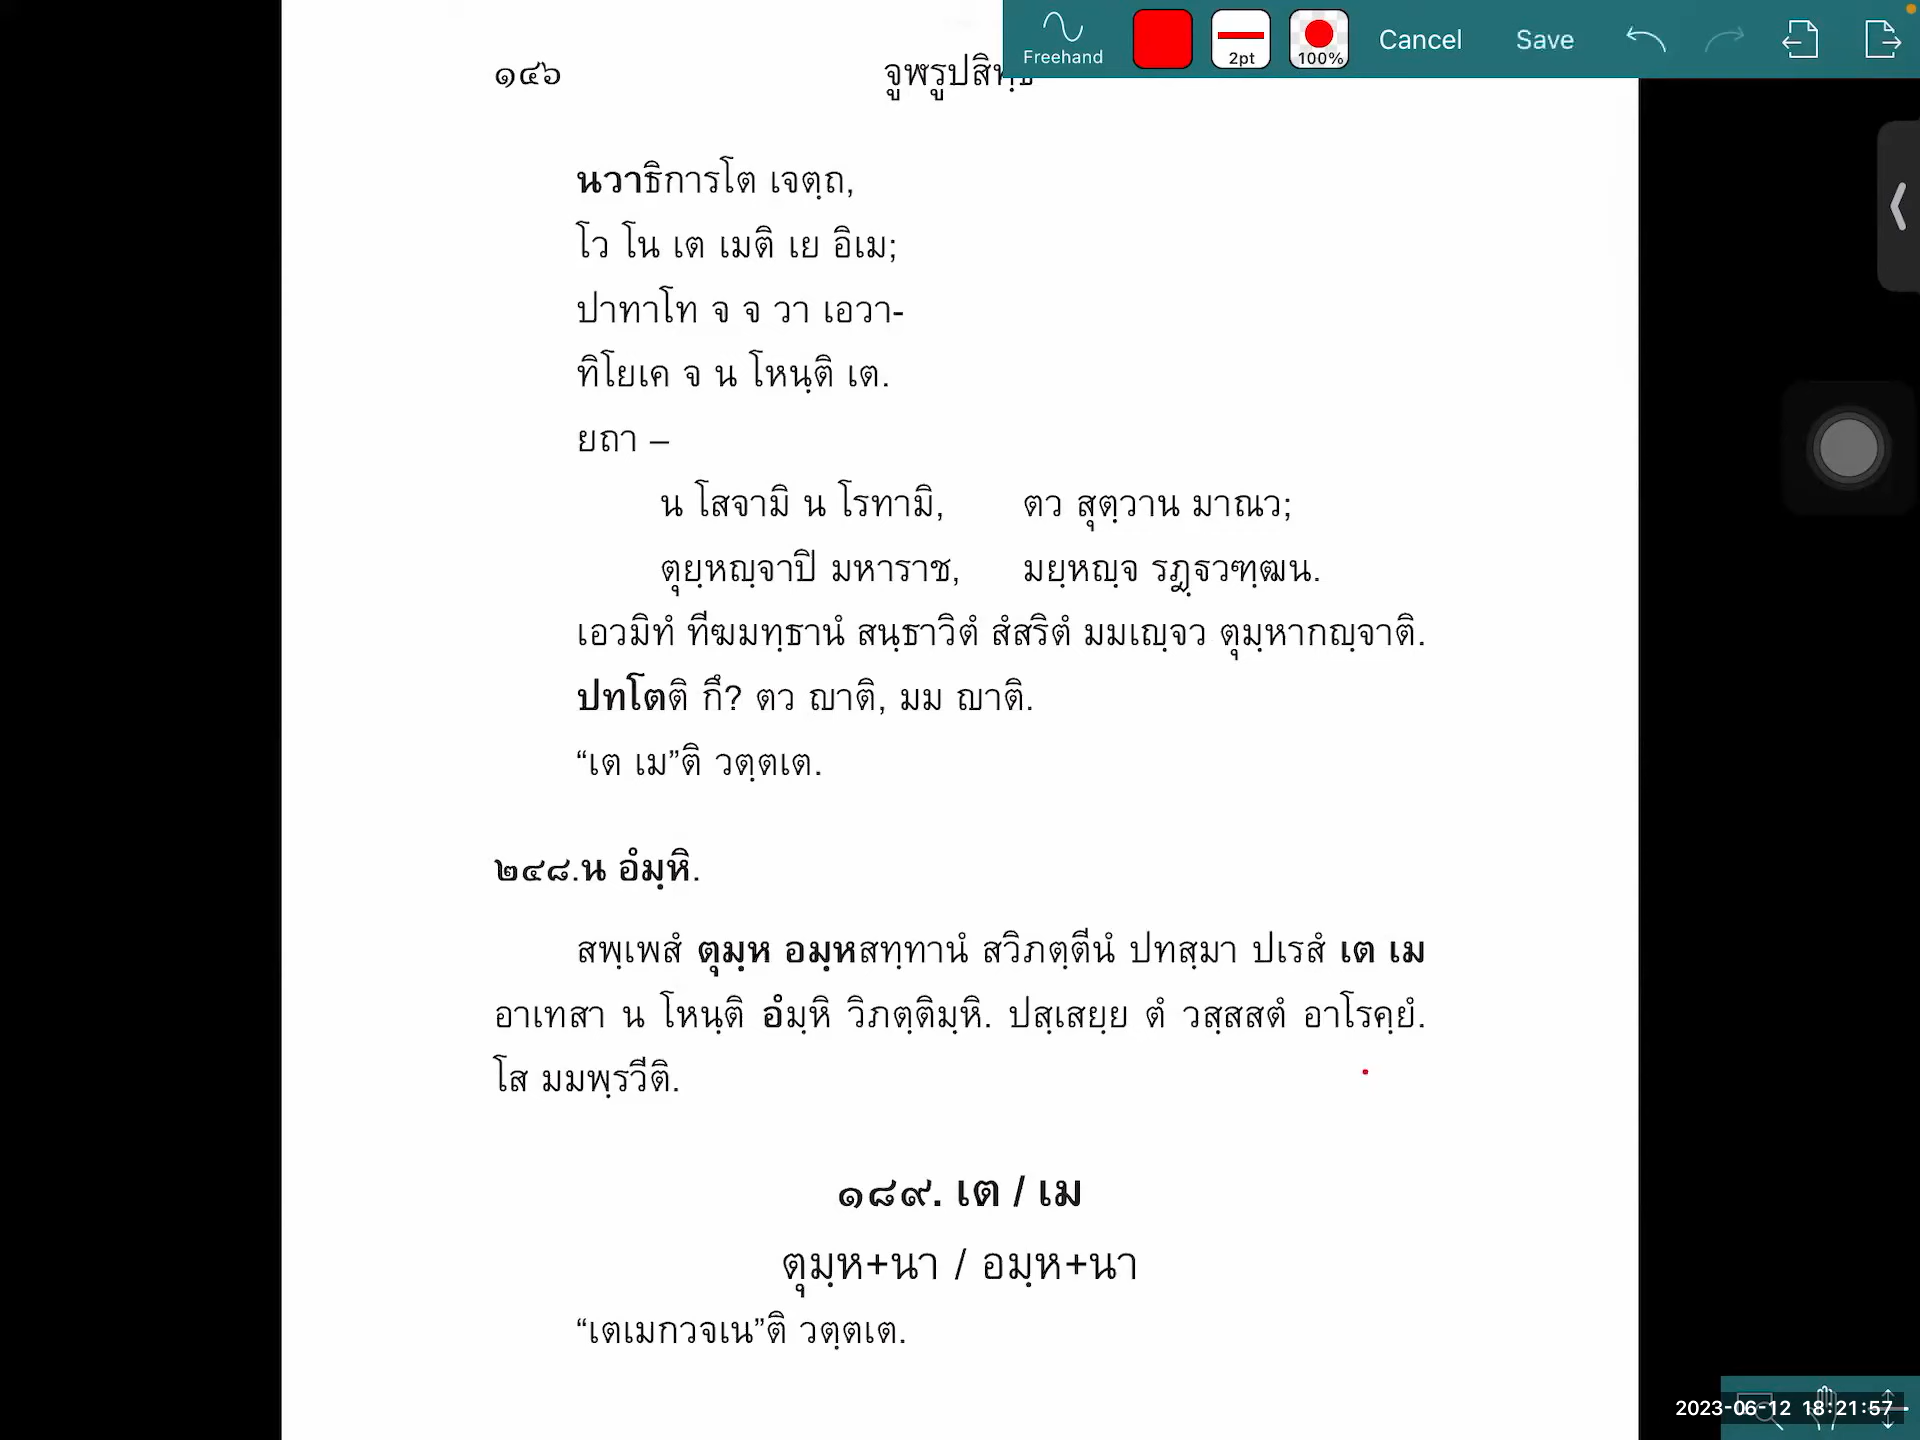 Freehand
2pt
100%
Cancel
Save
๑๔๖
นวาธิการโต เจตฺถ,
โว โน เต เมติ เย อิเม;
ปาทาโท จ จ วา เอวา-
ทิโยเค จ น โหนฺติ เต.
ยถา –
น โสจามิ น โรทามิ, ตว สุตฺวาน มาณว;
ตุยฺหญฺจาปิ มหาราช, มยฺหญฺจ รฏฺฐวฑฺฒน.
เอวมิทํ ทีฆมทฺธานํ สนฺธาวิตํ สํสริตํ มมเญฺจว ตุมฺหากญฺจาติ.
ปทโตติ กึ? ตว ญาติ, มม ญาติ.
“เต เม”ติ วตฺตเต.
๒๔๘.น อํมฺหิ.
สพฺเพสํ ตุมฺห อมฺหสทฺทานํ สวิภตฺตีนํ ปทสฺมา ปเรสํ เต เม
อาเทสา น โหนฺติ อํมฺหิ วิภตฺติมฺหิ. ปสฺเสยฺย ตํ วสฺสสตํ อาโรคฺยํ.
โส มมพฺรวีติ.
๑๘๙. เต / เม
ตุมฺห+นา / อมฺห+นา
“เตเมกวจเน”ติ วตฺตเต.
2023-06-12 18:21:57